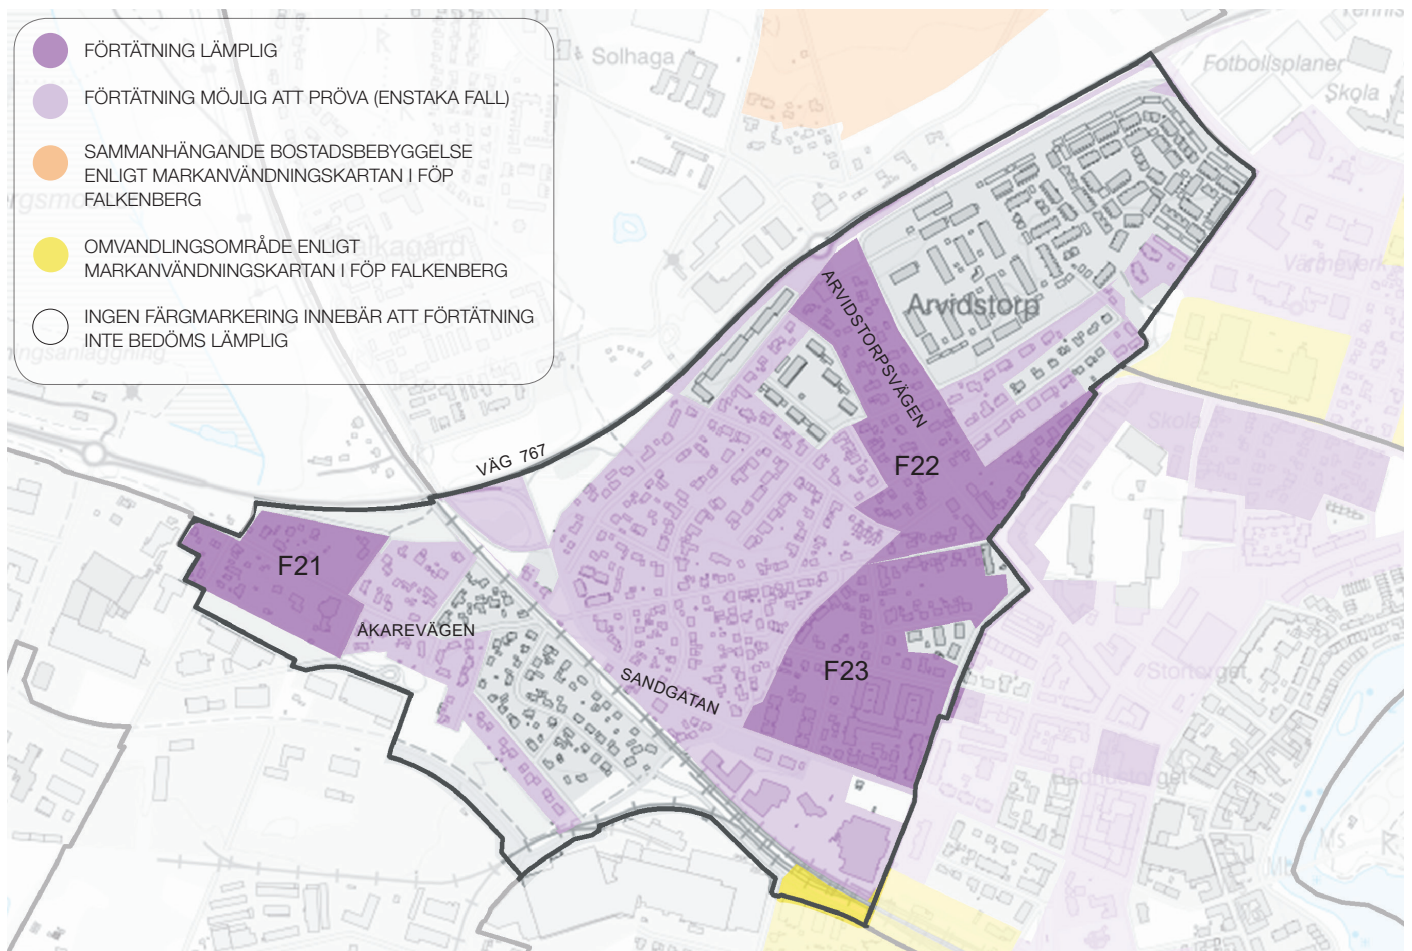 FÖRTÄTNING LÄMPLIG
FÖRTÄTNING MÖJLIG ATT PRÖVA (ENSTAKA FALL)
SAMMANHÄNGANDE BOSTADSBEBYGGELSE
ENLIGT MARKANVÄNDNINGSKARTAN I FÖP
FALKENBERG
OMVANDLINGSOMRÅDE ENLIGT
MARKANVÄNDNINGSKARTAN I FÖP FALKENBERG
INGEN FÄRGMARKERING INNEBÄR ATT FÖRTÄTNING
INTE BEDÖMS LÄMPLIG
Solhaga
Fotbollsplaner
Skola
Värmeverk
Arvidstorp
ARVIDSTORPSVÄGEN
VÄG 767
Skola
F22
F21
ÅKAREVÄGEN
F23
SANDGATAN
Stortorget
Rådhustorget